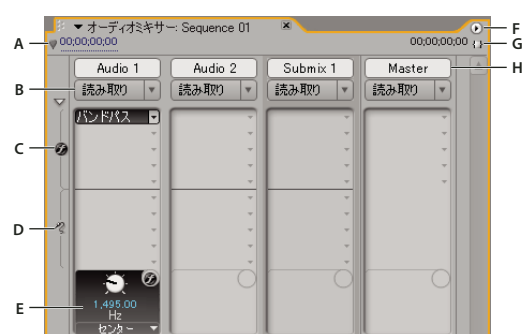 ▼ オーディオミキサー: Sequence 01
F
A
00;00;00;00
00;00;00;00
G
Audio 1
Audio 2
Submix 1
Master
H
B
読み取り
読み取り
読み取り
読み取り
バンドパス
C
D
E
1,495.00
Hz
センター